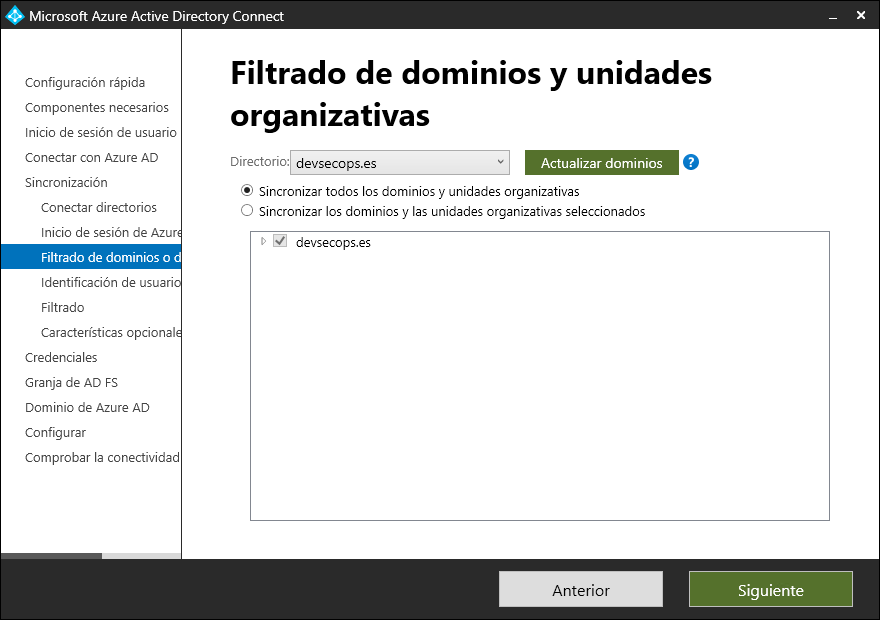 Microsoft Azure Active Directory Connect
Configuración rápida
Componentes necesarios
Inicio de sesión de usuario
Conectar con Azure AD
Sincronización
Conectar directorios
Inicio de sesión de Azure
Filtrado de dominios o d
Identificación de usuario
Filtrado
Características opcionale
Credenciales
Granja de AD FS
Dominio de Azure AD
Configurar
Comprobar la conectividad
Filtrado de dominios y unidades
organizativas
Directorio: devsecops.es Actualizar dominios ?
Sincronizar todos los dominios y unidades organizativas
Sincronizar los dominios y las unidades organizativas seleccionados
devsecops.es
Anterior Siguiente